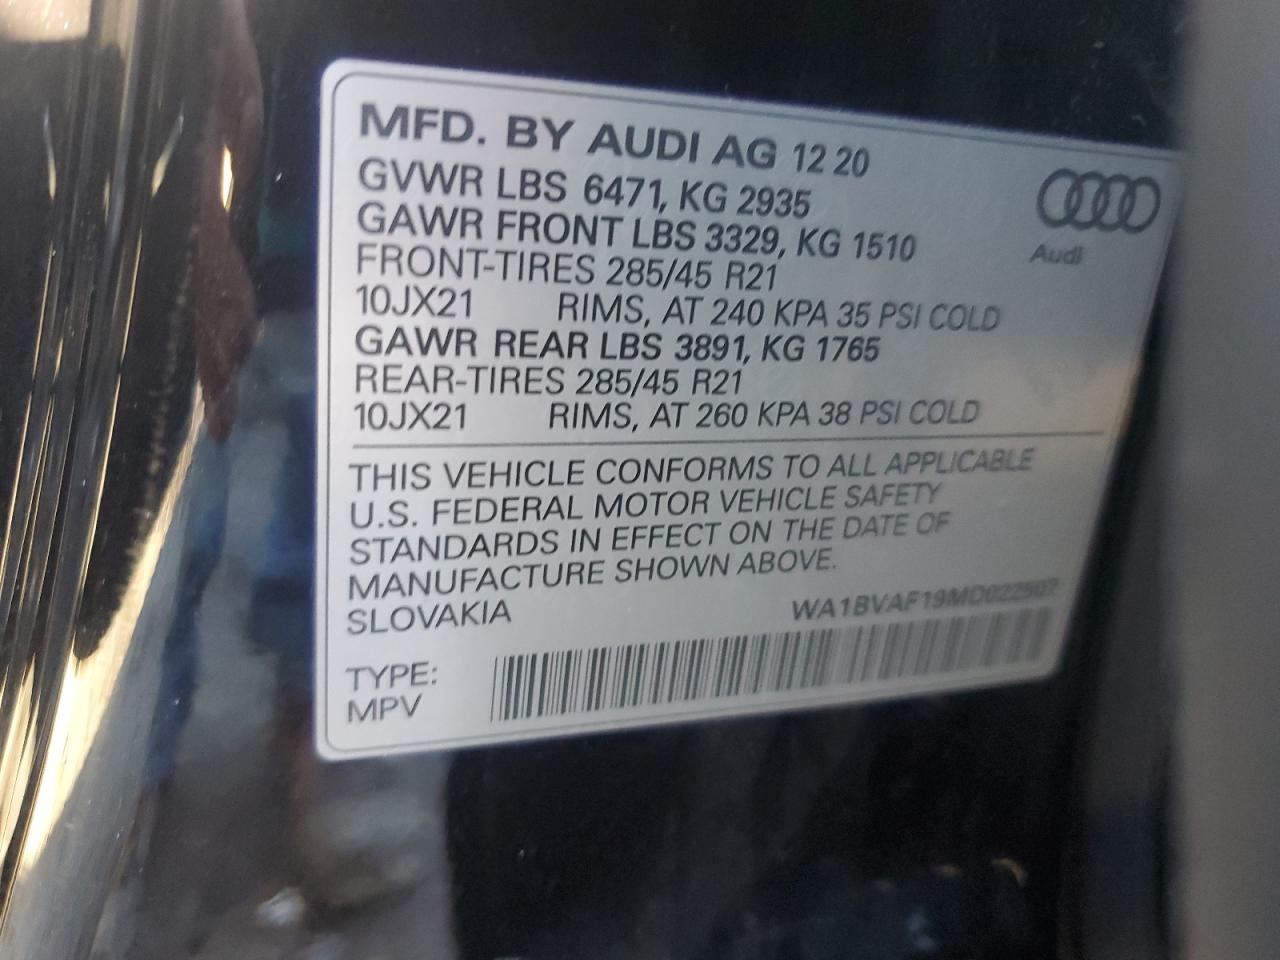 MFD. BY AUDI AG 12 20
GVWR LBS 6471, KG 2935
GAWR FRONT LBS 3329, KG 1510
FRONT-TIRES 285/45 R21
10JX21 RIMS, AT 240 KPA 35 PSI COLD
GAWR REAR LBS 3891, KG 1765
REAR-TIRES 285/45 R21
10JX21 RIMS, AT 260 KPA 38 PSI COLD
Audi
THIS VEHICLE CONFORMS TO ALL APPLICABLE
U.S. FEDERAL MOTOR VEHICLE SAFETY
STANDARDS IN EFFECT ON THE DATE OF
MANUFACTURE SHOWN ABOVE.
SLOVAKIA
WA1BVAF19MD022507
TYPE:
MPV